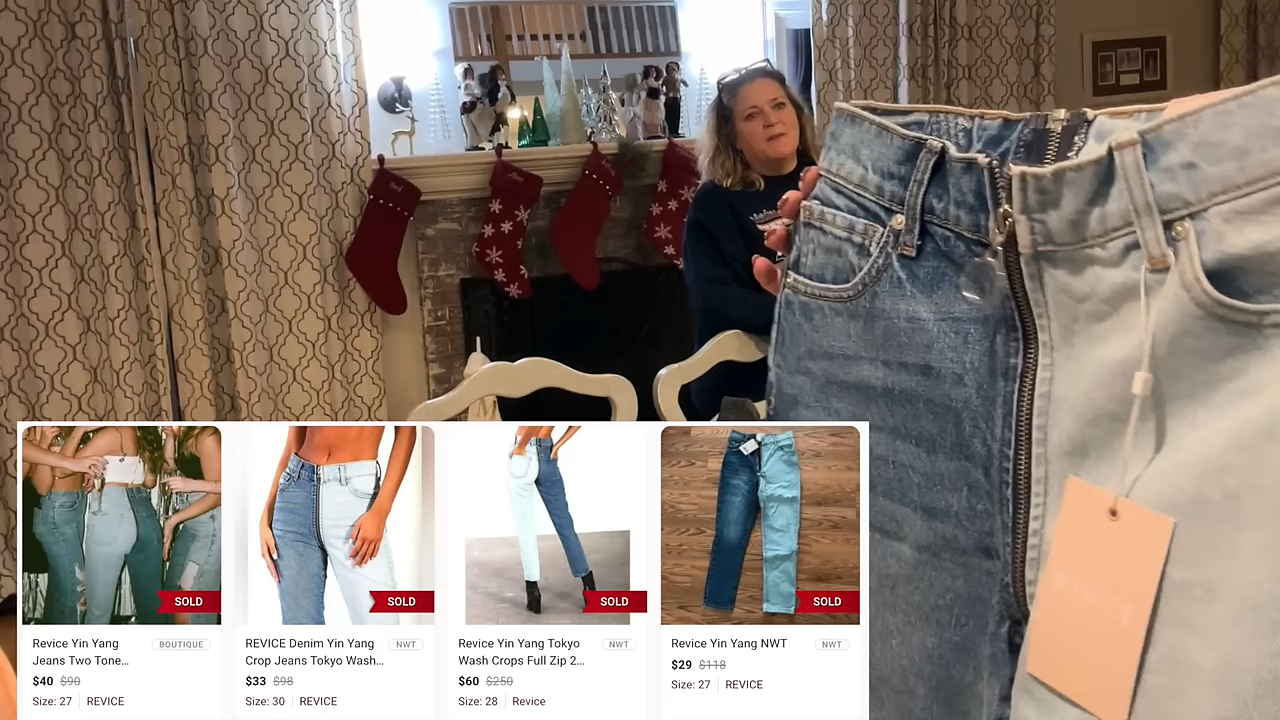 SOLD
SOLD
SOLD
SOLD
Revice Yin Yang
Jeans Two Tone...
BOUTIQUE
$40 $90
Size: 27 REVICE
REVICE Denim Yin Yang
Crop Jeans Tokyo Wash...
NWT
$33 $98
Size: 30 REVICE
Revice Yin Yang Tokyo
Wash Crops Full Zip 2...
NWT
$60 $250
Size: 28 Revice
Revice Yin Yang NWT
NWT
$29 $118
Size: 27 REVICE